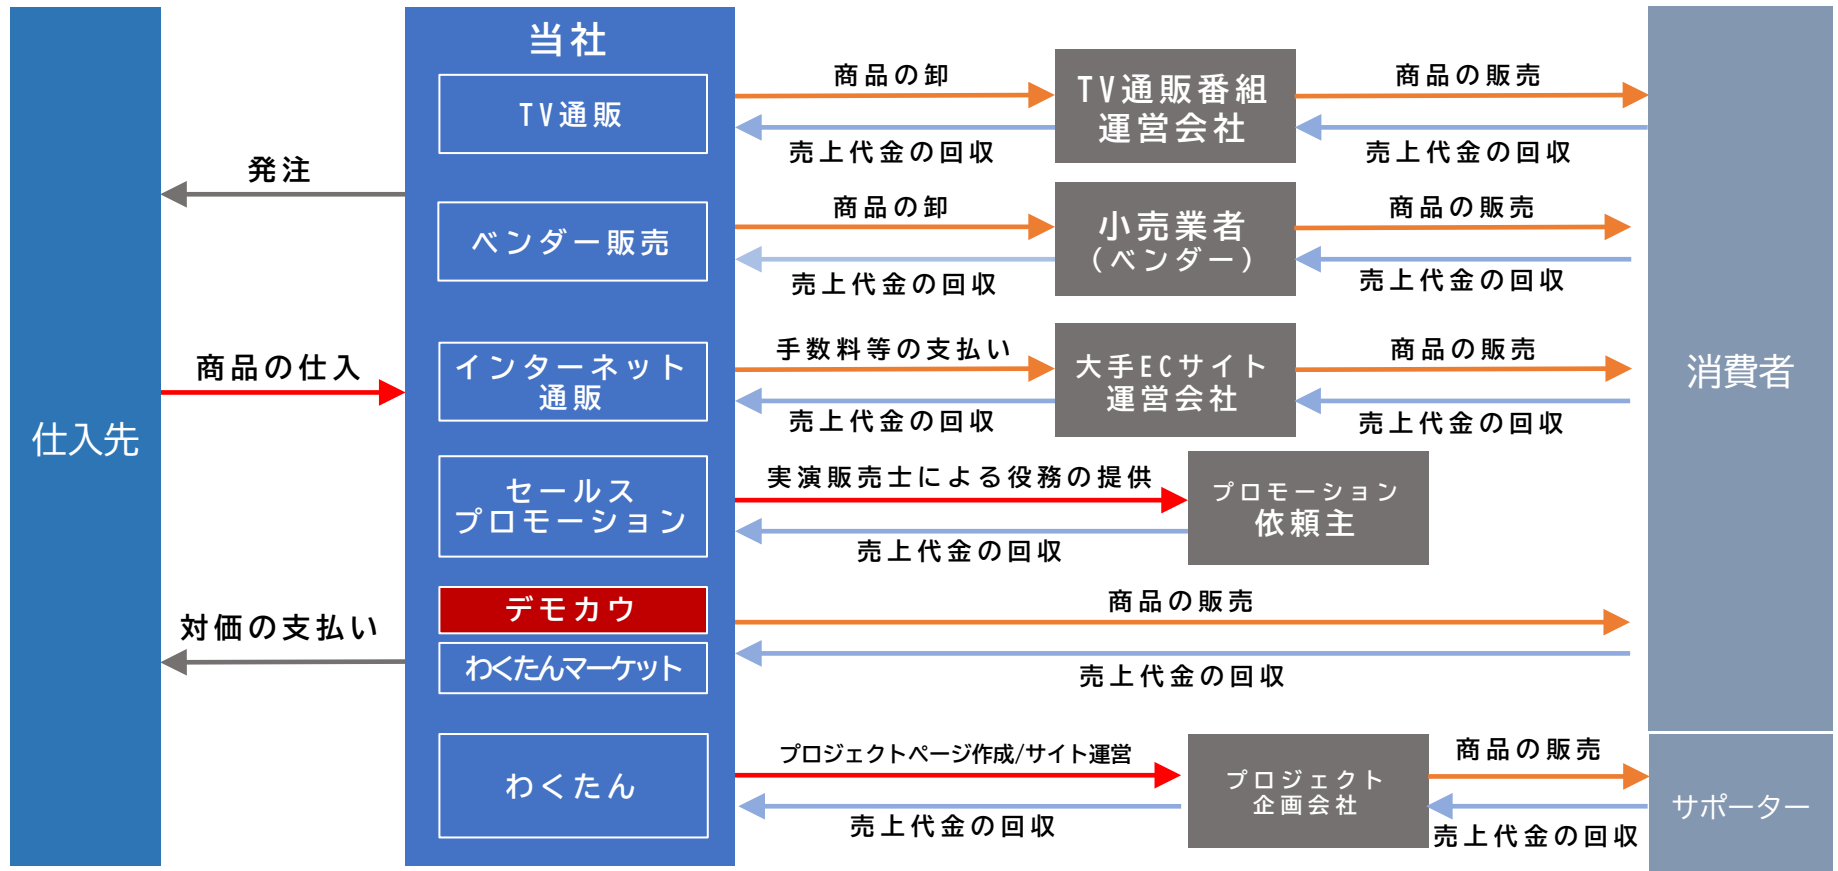 当社
仕入先
発注
商品の仕入
対価の支払い
TV通販
商品の卸
売上代金の回収
TV通販番組
運営会社
商品の販売
売上代金の回収
ベンダー販売
商品の卸
売上代金の回収
小売業者
(ベンダー)
商品の販売
売上代金の回収
インターネット
通販
手数料等の支払い
売上代金の回収
大手ECサイト
運営会社
商品の販売
売上代金の回収
消費者
セールス
プロモーション
実演販売士による役務の提供
売上代金の回収
プロモーション
依頼主
デモカウ
わくたんマーケット
商品の販売
売上代金の回収
わくたん
プロジェクトページ作成/サイト運営
売上代金の回収
プロジェクト
企画会社
商品の販売
売上代金の回収
サポーター